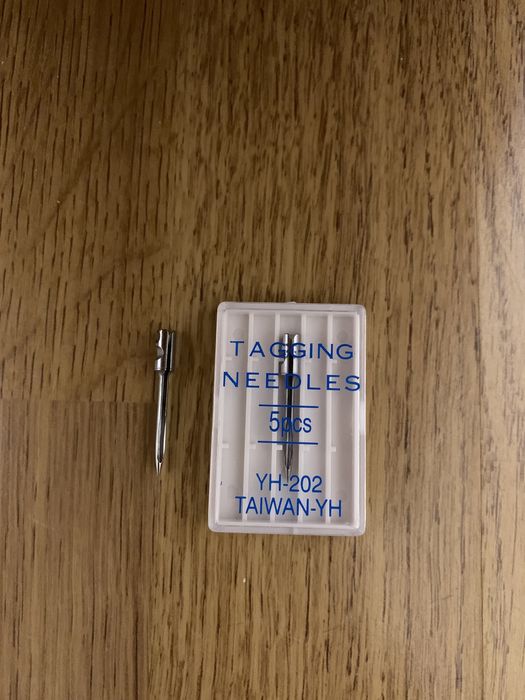 TAGGING
NEEDLES
5pcs
YH-202
TAIWAN-YH